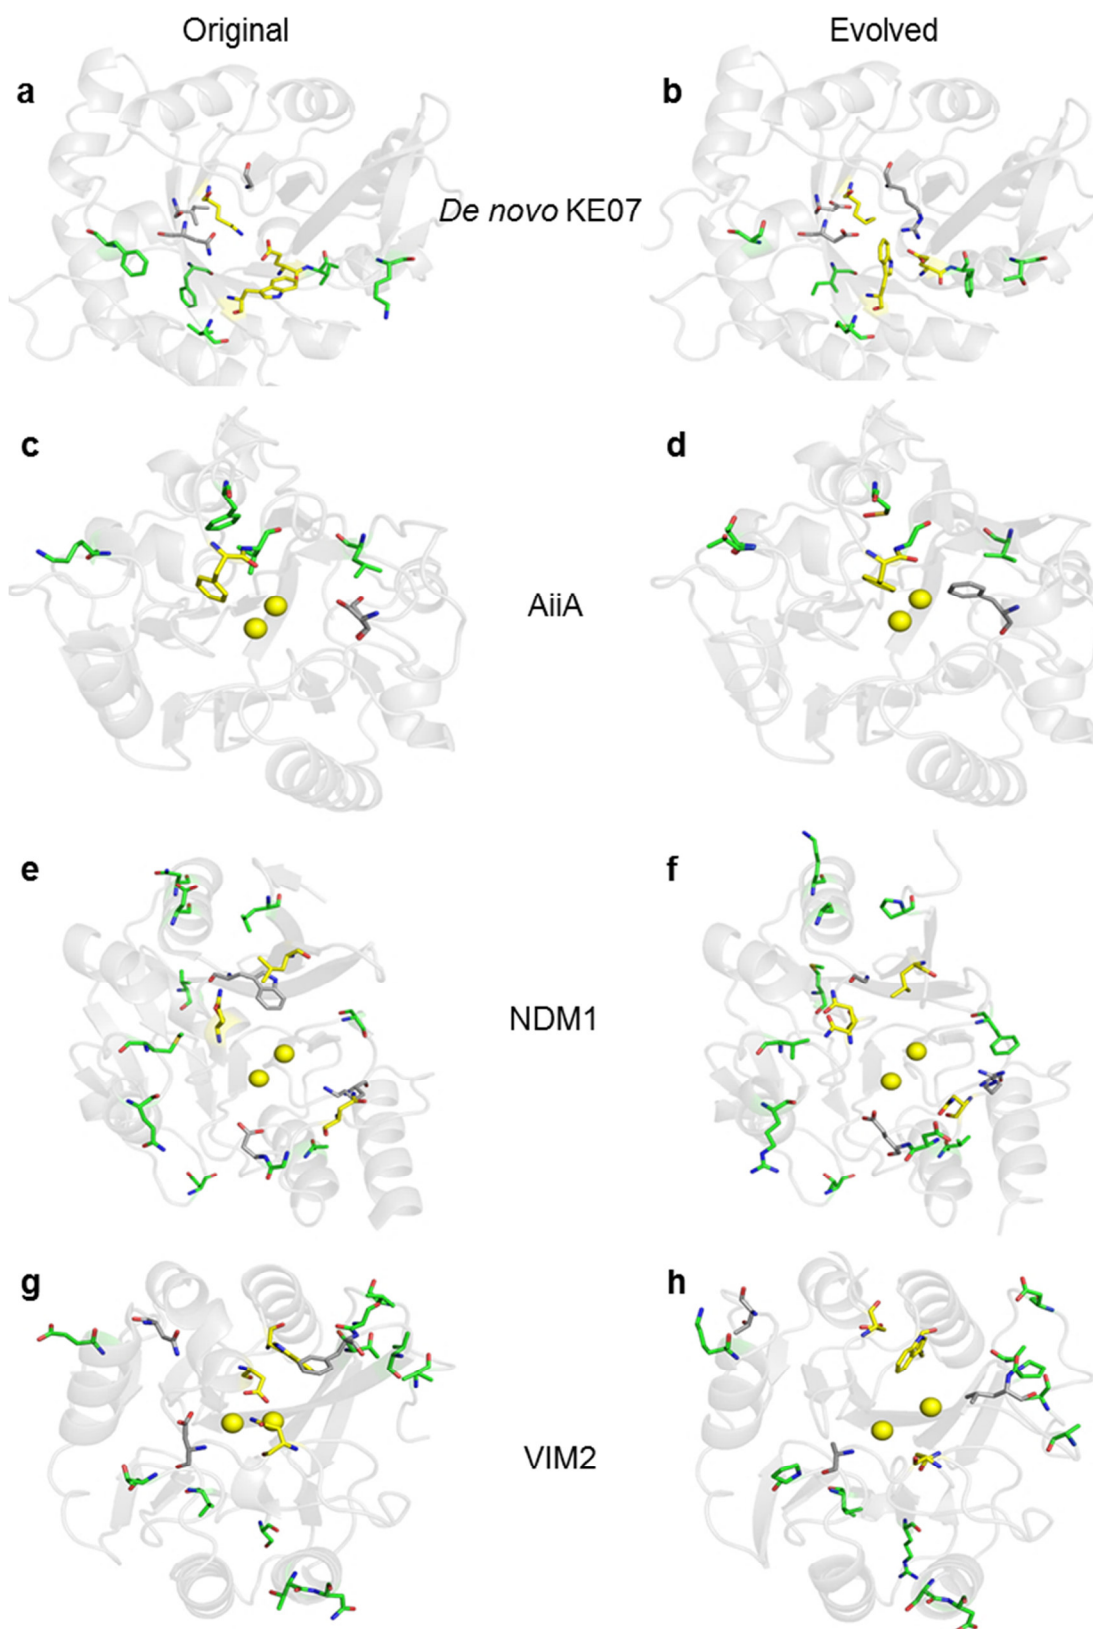 Original Evolved
a b
De novo KE07
c d
AiiA
e f
NDM1
g h
VIM2